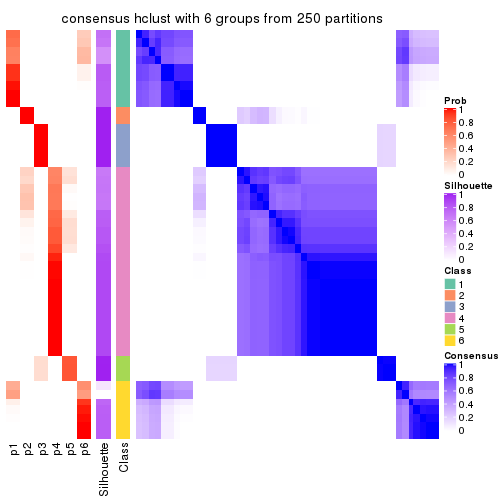 consensus hclust with 6 groups from 250 partitions
Prob
1
0.8
0.6
0.4
0.2
0
Silhouette
1
0.8
0.6
0.4
0.2
0
Class
1
2
3
4
5
6
Consensus
1
0.8
0.6
0.4
0.2
0
p1
p2
p3
p4
p5
p6
Silhouette
Class